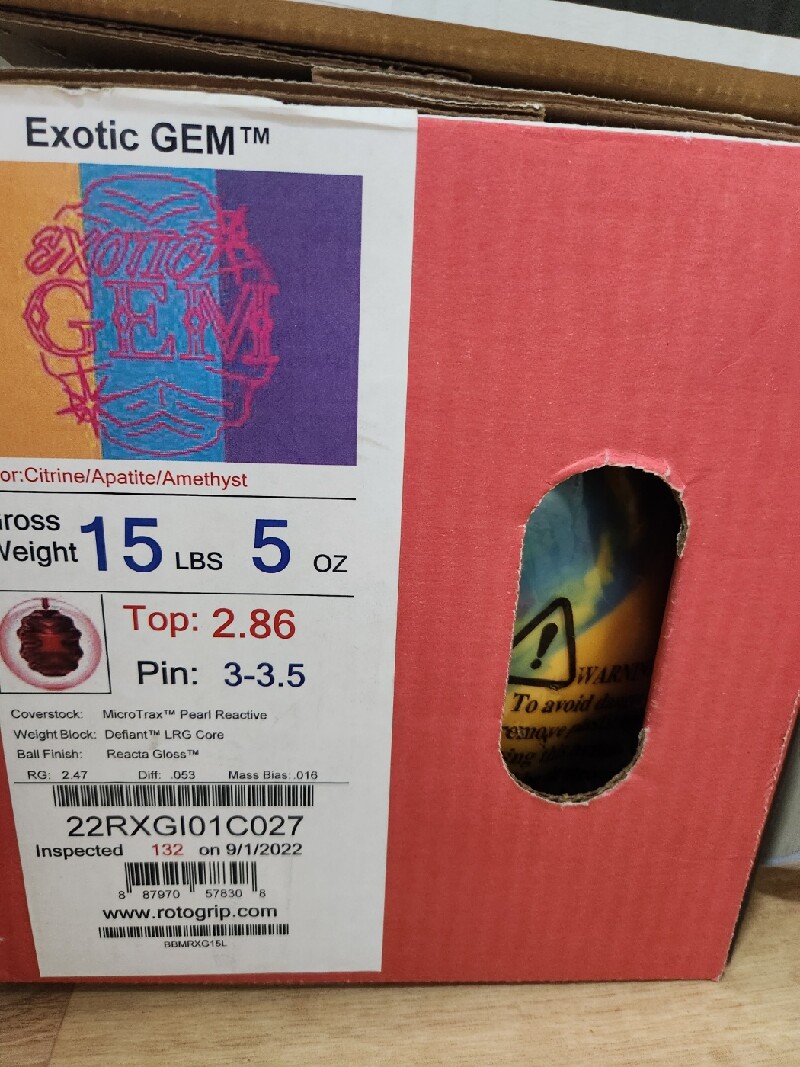 Exotic GEM™
EXOTIC
GEM
or:Citrine/Apatite/Amethyst
ross
Weight 15 LBS 5 OZ
Top: 2.86
Pin: 3-3.5
Coverstock: MicroTrax™ Pearl Reactive
Weight Block: Defiant™ LRG Core
Ball Finish: Reacta Gloss™
RG: 2.47 Diff: .053 Mass Bias: .016
22RXGI01C027
Inspected 132 on 9/1/2022
8 87970 57830 8
www.rotogrip.com
BBMRXG15L
WARNIN
To avoid
remove
ing